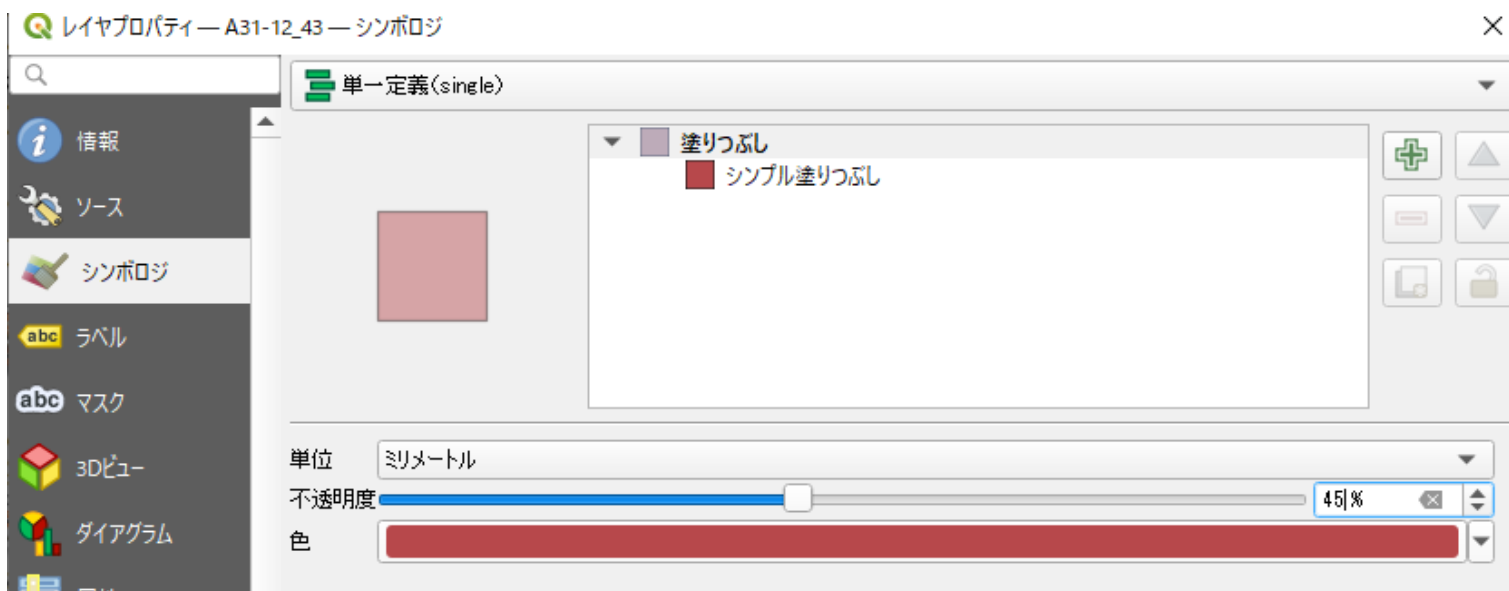 レイヤプロパティ — A31-12_43 — シンボロジ
単一定義(single)
情報
ソース
シンボロジ
abc ラベル
abc マスク
3Dビュー
ダイアグラム
塗りつぶし
シンプル塗りつぶし
単位 ミリメートル
不透明度 45%
色